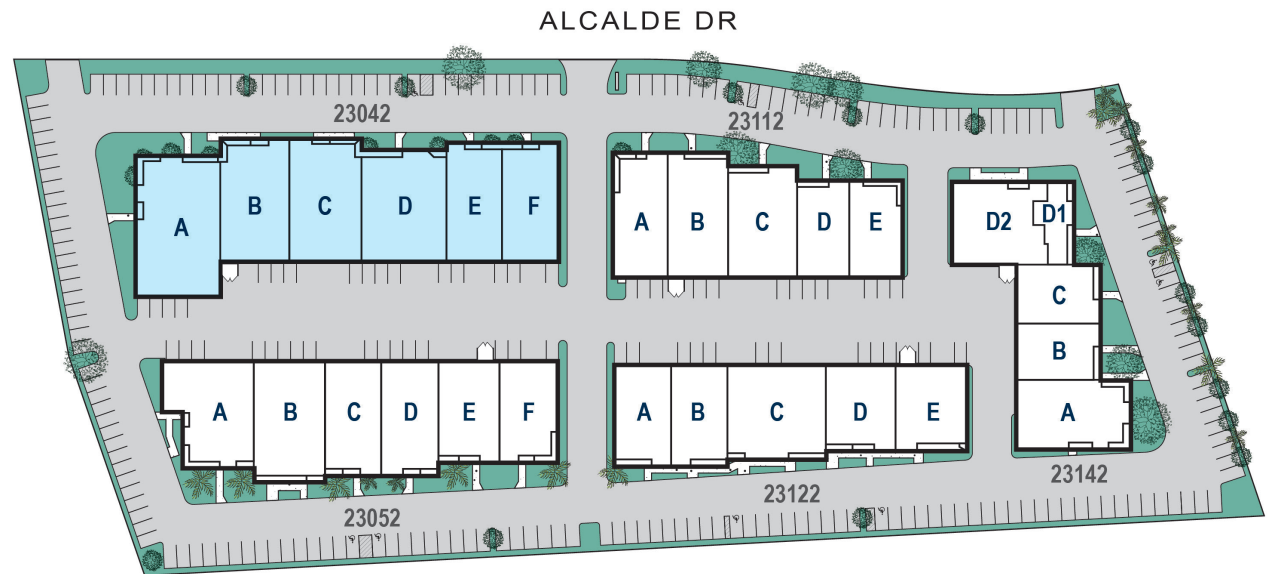 ALCALDE DR
23042
23112
A B C D E F
A B C D E
D2 D1
C
B
A
A B C D E F
A B C D E
23052
23122
23142